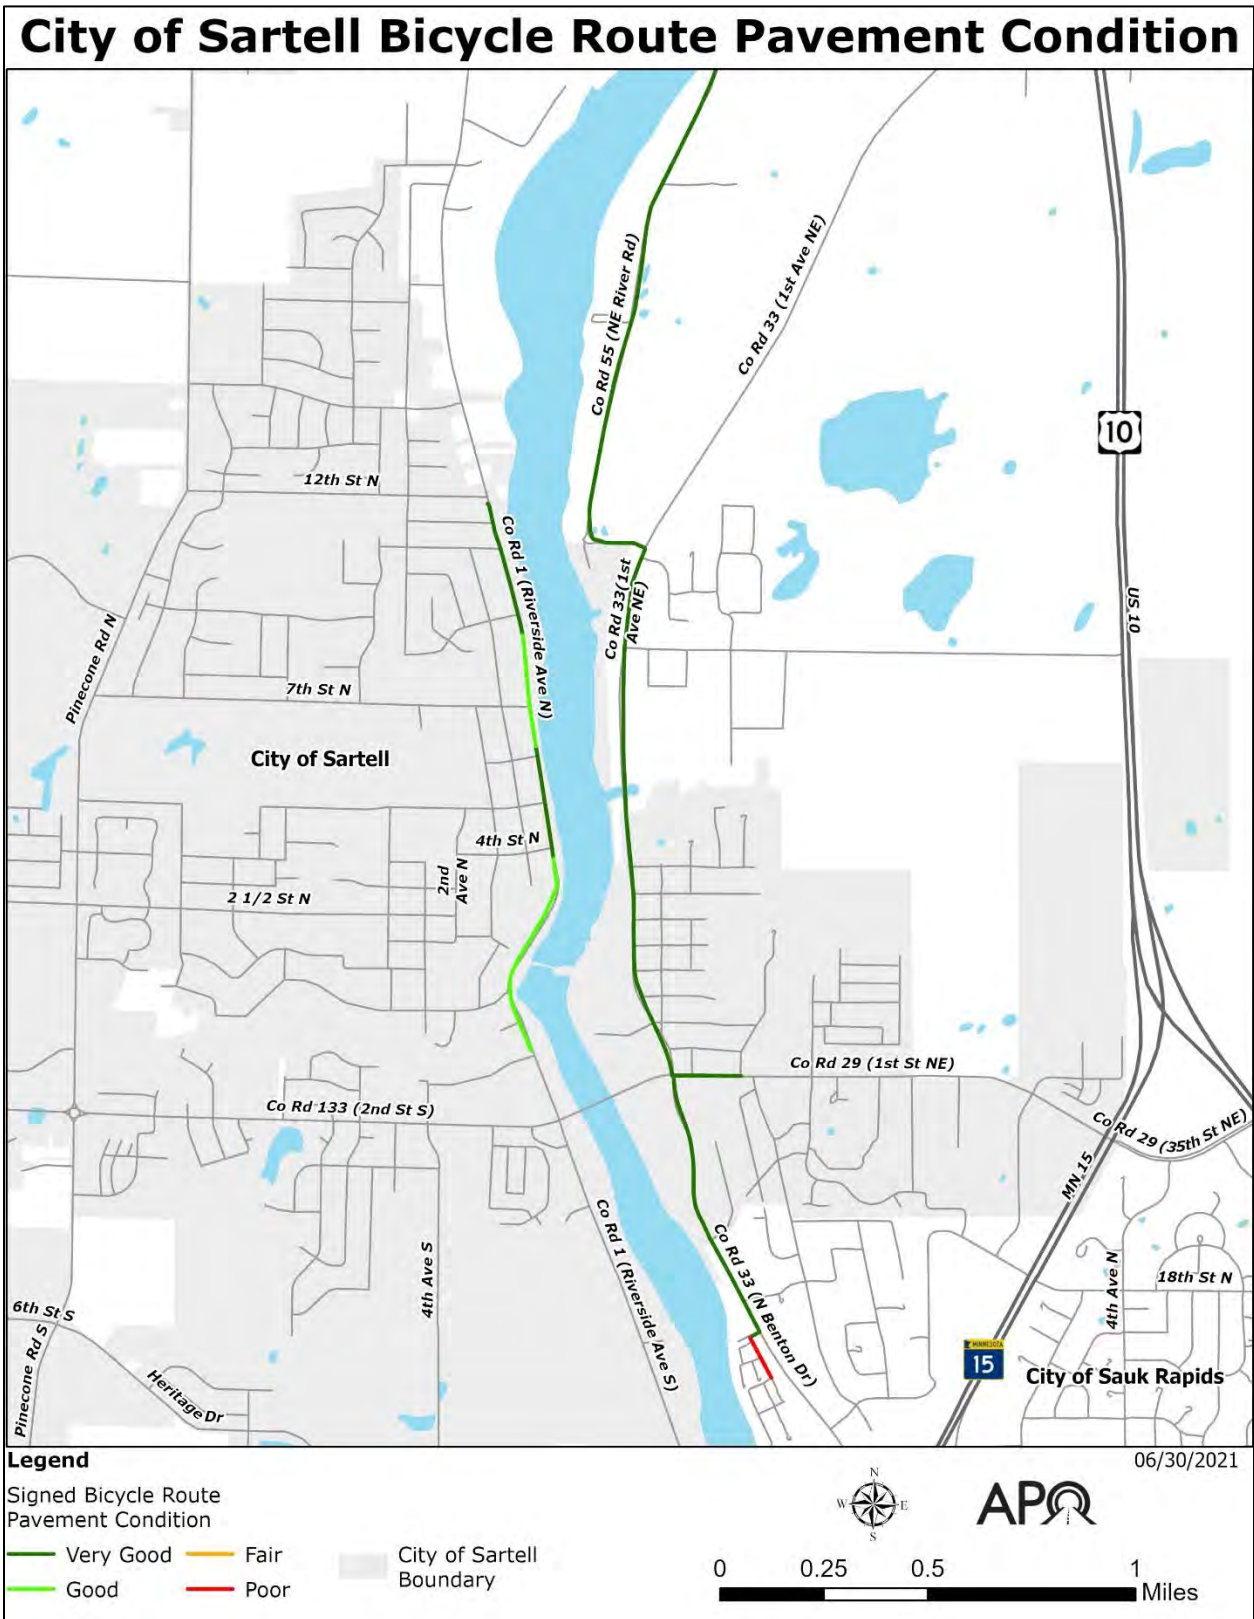 City of Sartell Bicycle Route Pavement Condition
Co Rd 55 (NE River Rd)
Co Rd 33 (1st Ave NE)
10
12th St N
Co Rd 1 (Riverside Ave N)
Co Rd 33(1st
Ave NE)
US 10
Pinecone Rd N
7th St N
City of Sartell
4th St N
2nd
Ave N
2 1/2 St N
Co Rd 29 (1st St NE)
Co Rd 133 (2nd St S)
Co Rd 29 (35th St NE)
MN 15
Co Rd 1 (Riverside Ave S)
Co Rd 33 (N Benton Dr)
4th Ave S
4th Ave N
18th St N
6th St S
Pinecone Rd S
Heritage Dr
MINNESOTA
15
City of Sauk Rapids
Legend
06/30/2021
Signed Bicycle Route
Pavement Condition
Very Good
Fair
Good
Poor
City of Sartell
Boundary
N
W
E
S
APO
0 0.25 0.5 1
Miles